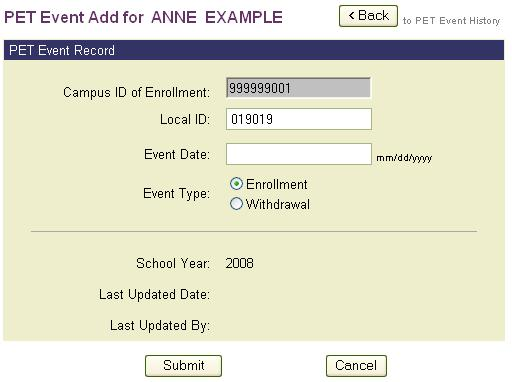 PET Event Add for ANNE EXAMPLE
< Back to PET Event History
PET Event Record
Campus ID of Enrollment: 999999001
Local ID: 019019
Event Date: mm/dd/yyyy
Event Type: Enrollment
Withdrawal
School Year: 2008
Last Updated Date:
Last Updated By:
Submit Cancel